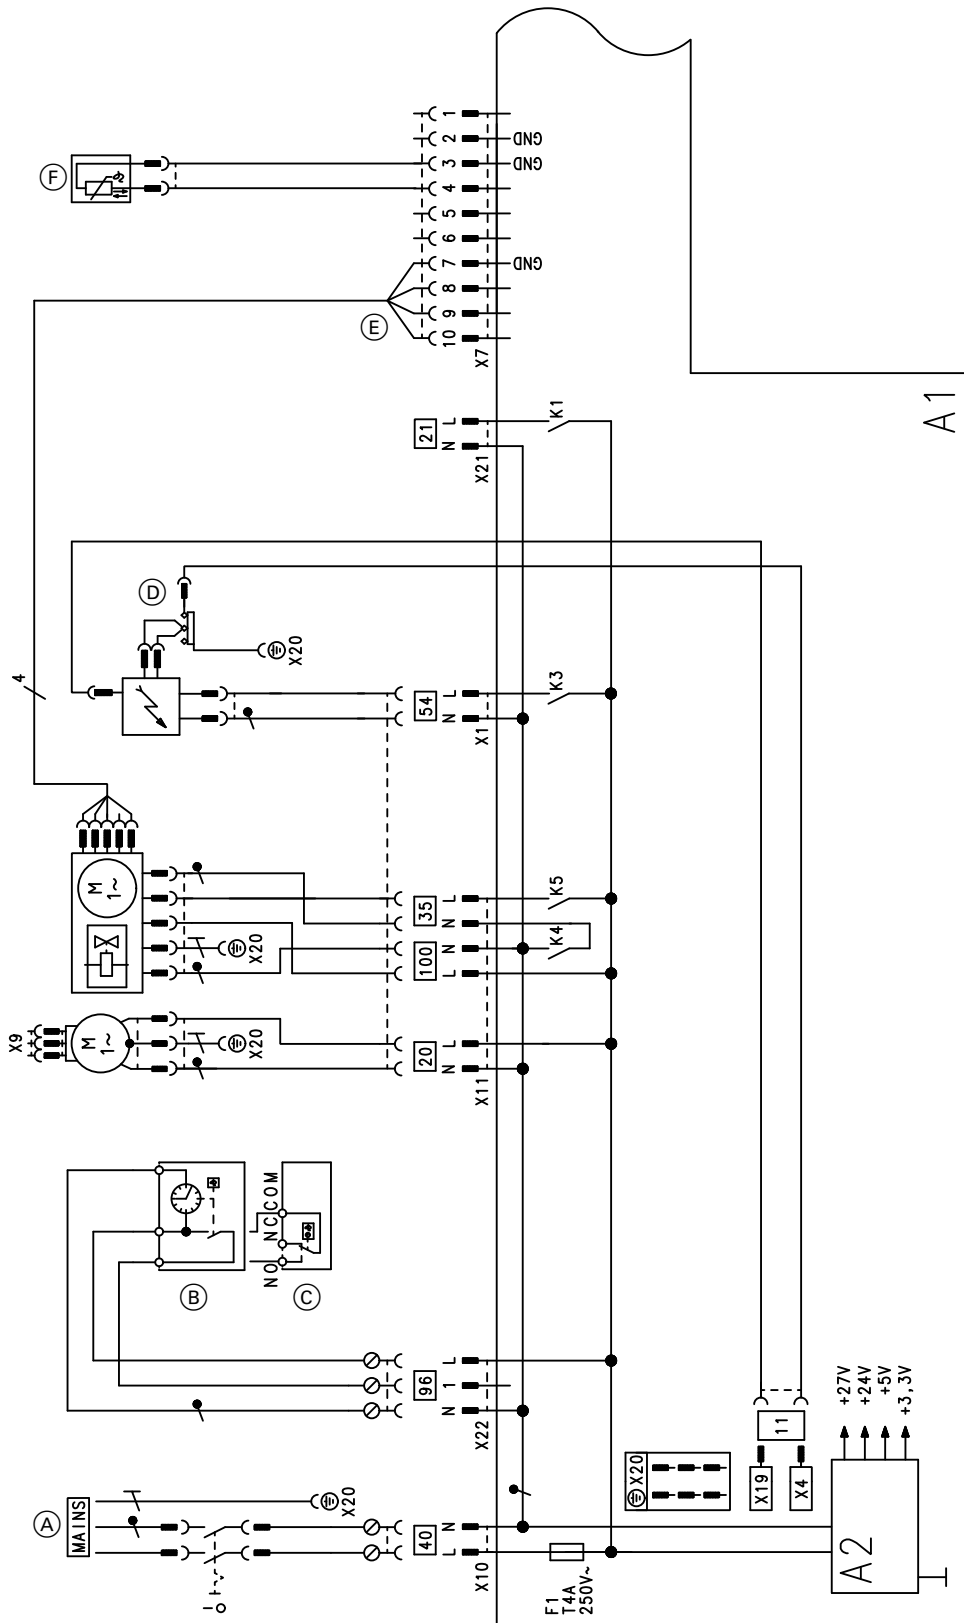 F
1
2
3
4
5
6
7
8
9
10
GND
GND
GND
X7
E
4
21
L
N
X21
K1
A1
D
X20
54
L
N
X1
K3
M
1~
X20
35
100
L
N
N
L
K5
K4
X9
M
1~
X20
20
L
N
X11
B
NO NC COM
C
96
L
1
N
X22
A
MAINS
X20
I
O
40
N
L
X10
F1
T4A
250V~
X20
X19
X4
11
+27V
+24V
+5V
+3,3V
A2